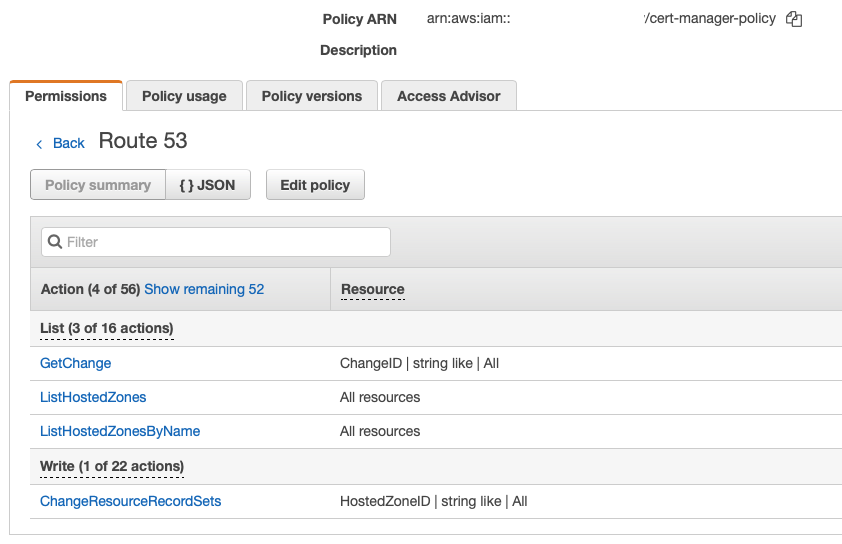 Policy ARN arn:aws:iam:: /cert-manager-policy
Description
Permissions Policy usage Policy versions Access Advisor
Back Route 53
Policy summary { } JSON Edit policy
Filter
Action (4 of 56) Show remaining 52 Resource
List (3 of 16 actions)
GetChange ChangeID | string like | All
ListHostedZones All resources
ListHostedZonesByName All resources
Write (1 of 22 actions)
ChangeResourceRecordSets HostedZoneID | string like | All